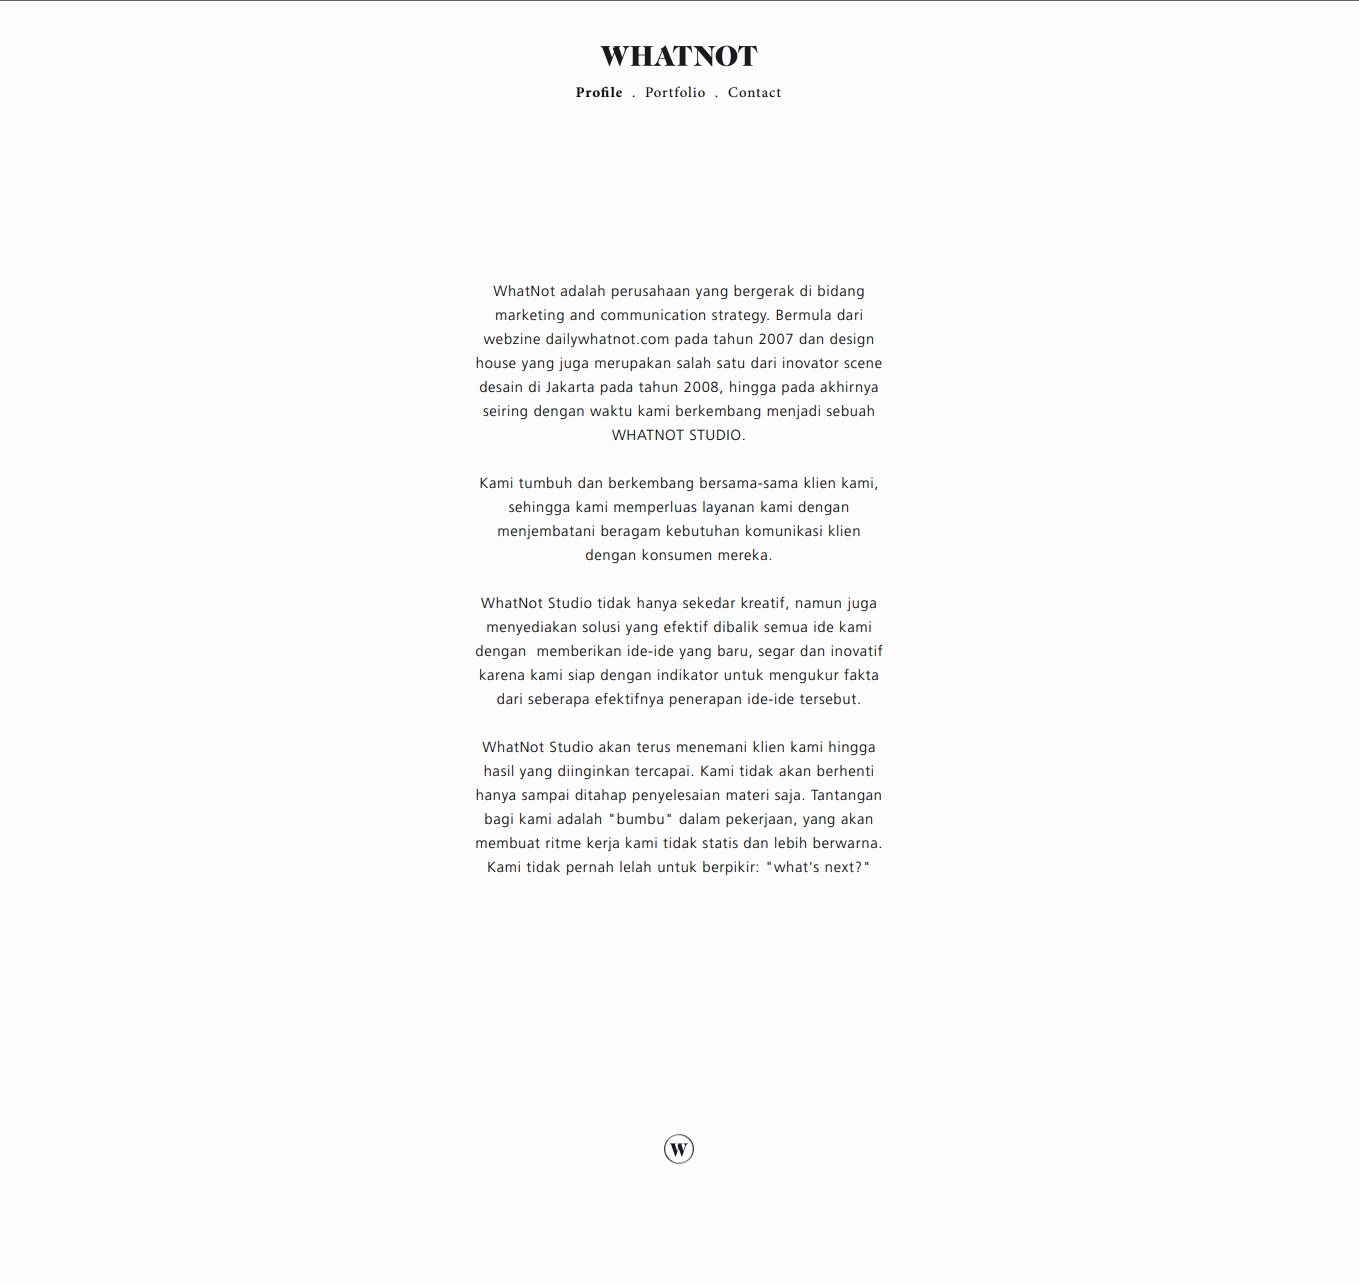 WHATNOT
Profile . Portfolio . Contact
WhatNot adalah perusahaan yang bergerak di bidang
marketing and communication strategy. Bermula dari
webzine dailywhatnot.com pada tahun 2007 dan design
house yang juga merupakan salah satu dari inovator scene
desain di Jakarta pada tahun 2008, hingga pada akhirnya
seiring dengan waktu kami berkembang menjadi sebuah
WHATNOT STUDIO.
Kami tumbuh dan berkembang bersama-sama klien kami,
sehingga kami memperluas layanan kami dengan
menjembatani beragam kebutuhan komunikasi klien
dengan konsumen mereka.
WhatNot Studio tidak hanya sekedar kreatif, namun juga
menyediakan solusi yang efektif dibalik semua ide kami
dengan  memberikan ide-ide yang baru, segar dan inovatif
karena kami siap dengan indikator untuk mengukur fakta
dari seberapa efektifnya penerapan ide-ide tersebut.
WhatNot Studio akan terus menemani klien kami hingga
hasil yang diinginkan tercapai. Kami tidak akan berhenti
hanya sampai ditahap penyelesaian materi saja. Tantangan
bagi kami adalah "bumbu" dalam pekerjaan, yang akan
membuat ritme kerja kami tidak statis dan lebih berwarna.
Kami tidak pernah lelah untuk berpikir: "what's next?"
W